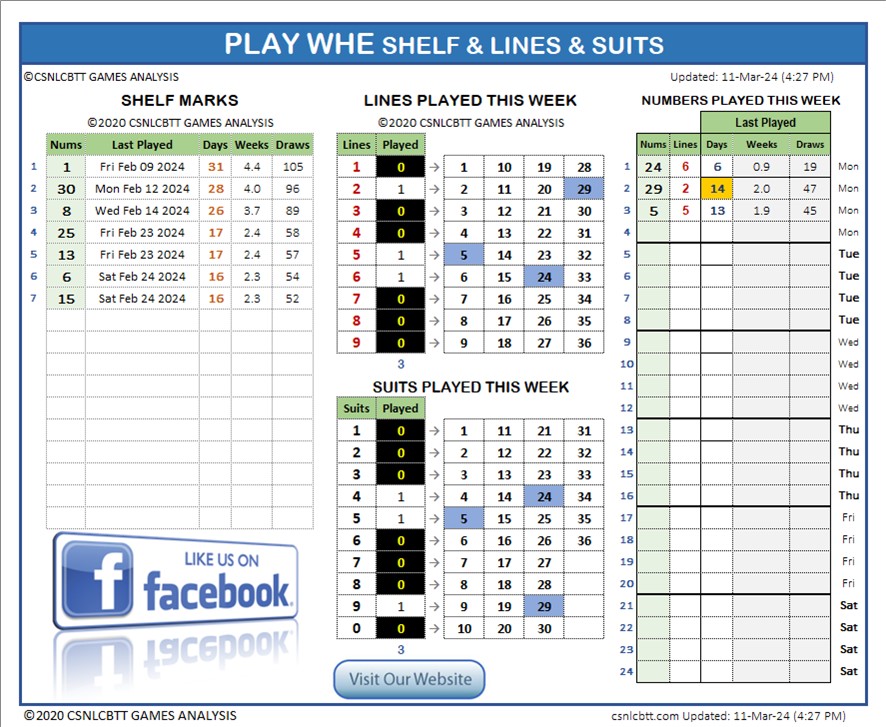 PLAY WHE SHELF & LINES & SUITS
©CSNLCBTT GAMES ANALYSIS
Updated: 11-Mar-24 (4:27 PM)
SHELF MARKS
©2020 CSNLCBTT GAMES ANALYSIS
Nums Last Played Days Weeks Draws
1 1 Fri Feb 09 2024 31 4.4 105
2 30 Mon Feb 12 2024 28 4.0 96
3 8 Wed Feb 14 2024 26 3.7 89
4 25 Fri Feb 23 2024 17 2.4 58
5 13 Fri Feb 23 2024 17 2.4 57
6 6 Sat Feb 24 2024 16 2.3 54
7 15 Sat Feb 24 2024 16 2.3 52
LIKE US ON
facebook.
LINES PLAYED THIS WEEK
©2020 CSNLCBTT GAMES ANALYSIS
Lines Played
1 0 → 1 10 19 28
2 1 → 2 11 20 29
3 0 → 3 12 21 30
4 0 → 4 13 22 31
5 1 → 5 14 23 32
6 1 → 6 15 24 33
7 0 → 7 16 25 34
8 0 → 8 17 26 35
9 0 → 9 18 27 36
3
SUITS PLAYED THIS WEEK
Suits Played
1 0 → 1 11 21 31
2 0 → 2 12 22 32
3 0 → 3 13 23 33
4 1 → 4 14 24 34
5 1 → 5 15 25 35
6 0 → 6 16 26 36
7 0 → 7 17 27
8 0 → 8 18 28
9 1 → 9 19 29
0 0 → 10 20 30
3
Visit Our Website
NUMBERS PLAYED THIS WEEK
Last Played
Nums Lines Days Weeks Draws
1 24 6 6 0.9 19 Mon
2 29 2 14 2.0 47 Mon
3 5 5 13 1.9 45 Mon
4 Mon
5 Tue
6 Tue
7 Tue
8 Tue
9 Wed
10 Wed
11 Wed
12 Wed
13 Thu
14 Thu
15 Thu
16 Thu
17 Fri
18 Fri
19 Fri
20 Fri
21 Sat
22 Sat
23 Sat
24 Sat
©2020 CSNLCBTT GAMES ANALYSIS
csnlcbtt.com Updated: 11-Mar-24 (4:27 PM)